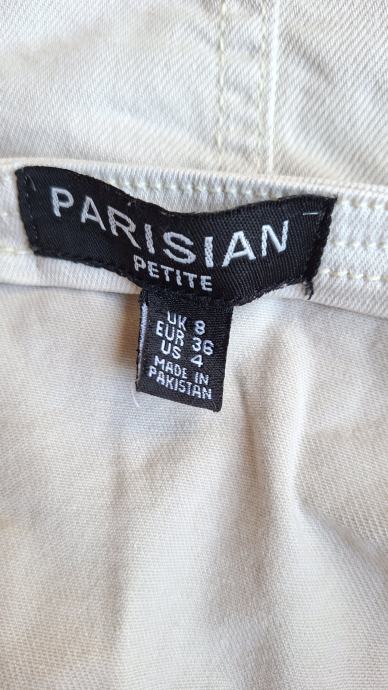 PARISIAN
PETITE
UK 8
EUR 36
US 4
MADE IN
PAKISTAN